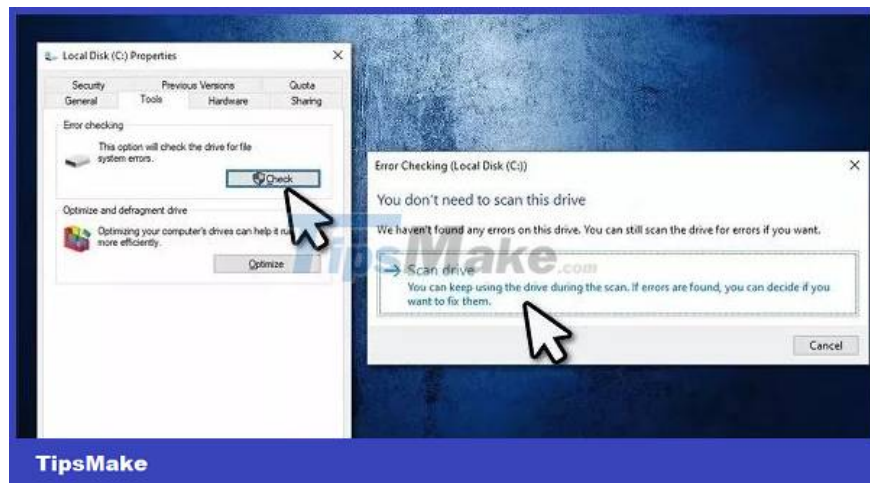 Local Disk (C:) Properties
Security Previous Versions Quota
General Tools Hardware Sharing
Error checking
This option will check the drive for file
system errors.
Check
Optimize and defragment drive
Optimizing your computer's drives can help it
more efficiently.
Optimize
Error Checking (Local Disk (C:))
You don't need to scan this drive
We haven't found any errors on this drive. You can still scan the drive for errors if you want.
Scan drive
You can keep using the drive during the scan. If errors are found, you can decide if you
want to fix them.
Cancel
TipsMake.com
TipsMake